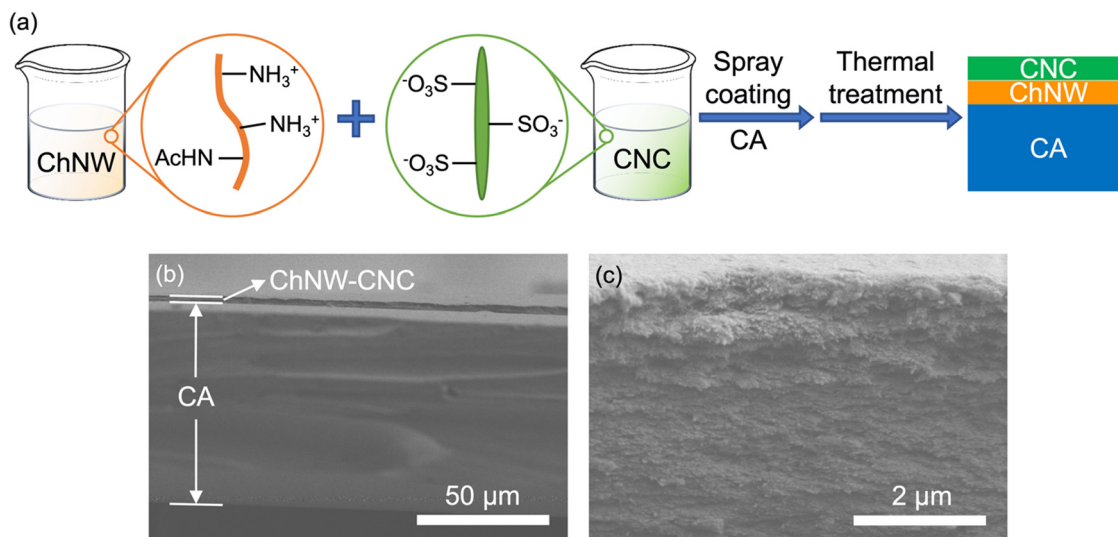 (a)
ChNW
NH₃⁺
NH₃⁺
AcHN
⁻O₃S
SO₃⁻
⁻O₃S
CNC
Spray
coating
CA
Thermal
treatment
CNC
ChNW
CA
(b)
ChNW-CNC
CA
50 μm
(c)
2 μm